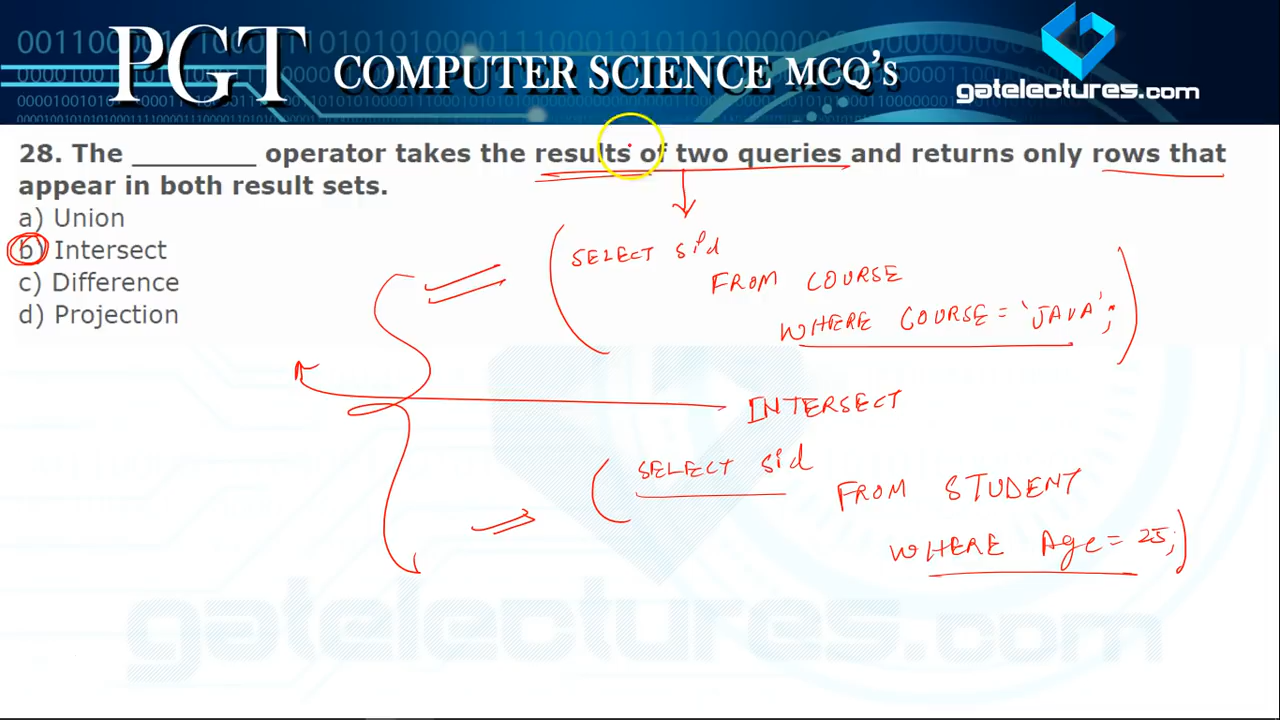 PGT COMPUTER SCIENCE MCQ'S
gatelectures.com
28. The ________ operator takes the results of two queries and returns only rows that
appear in both result sets.
a) Union
b) Intersect
c) Difference
d) Projection
(SELECT sid
FROM COURSE
WHERE COURSE = 'JAVA';)
INTERSECT
(SELECT sid
FROM STUDENT
WHERE Age = 25;)
gatelectures.com